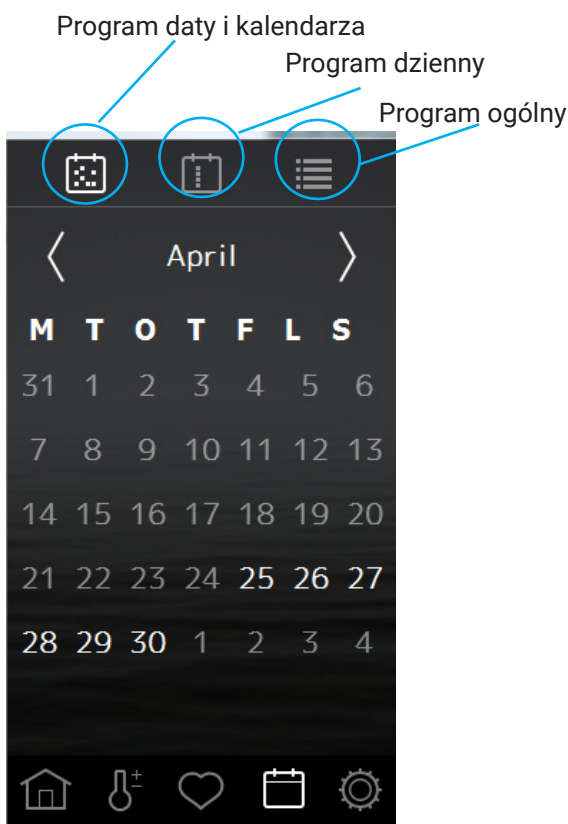 Program daty i kalendarza
Program dzienny
Program ogólny
April
M T O T F L S
31 1 2 3 4 5 6
7 8 9 10 11 12 13
14 15 16 17 18 19 20
21 22 23 24 25 26 27
28 29 30 1 2 3 4